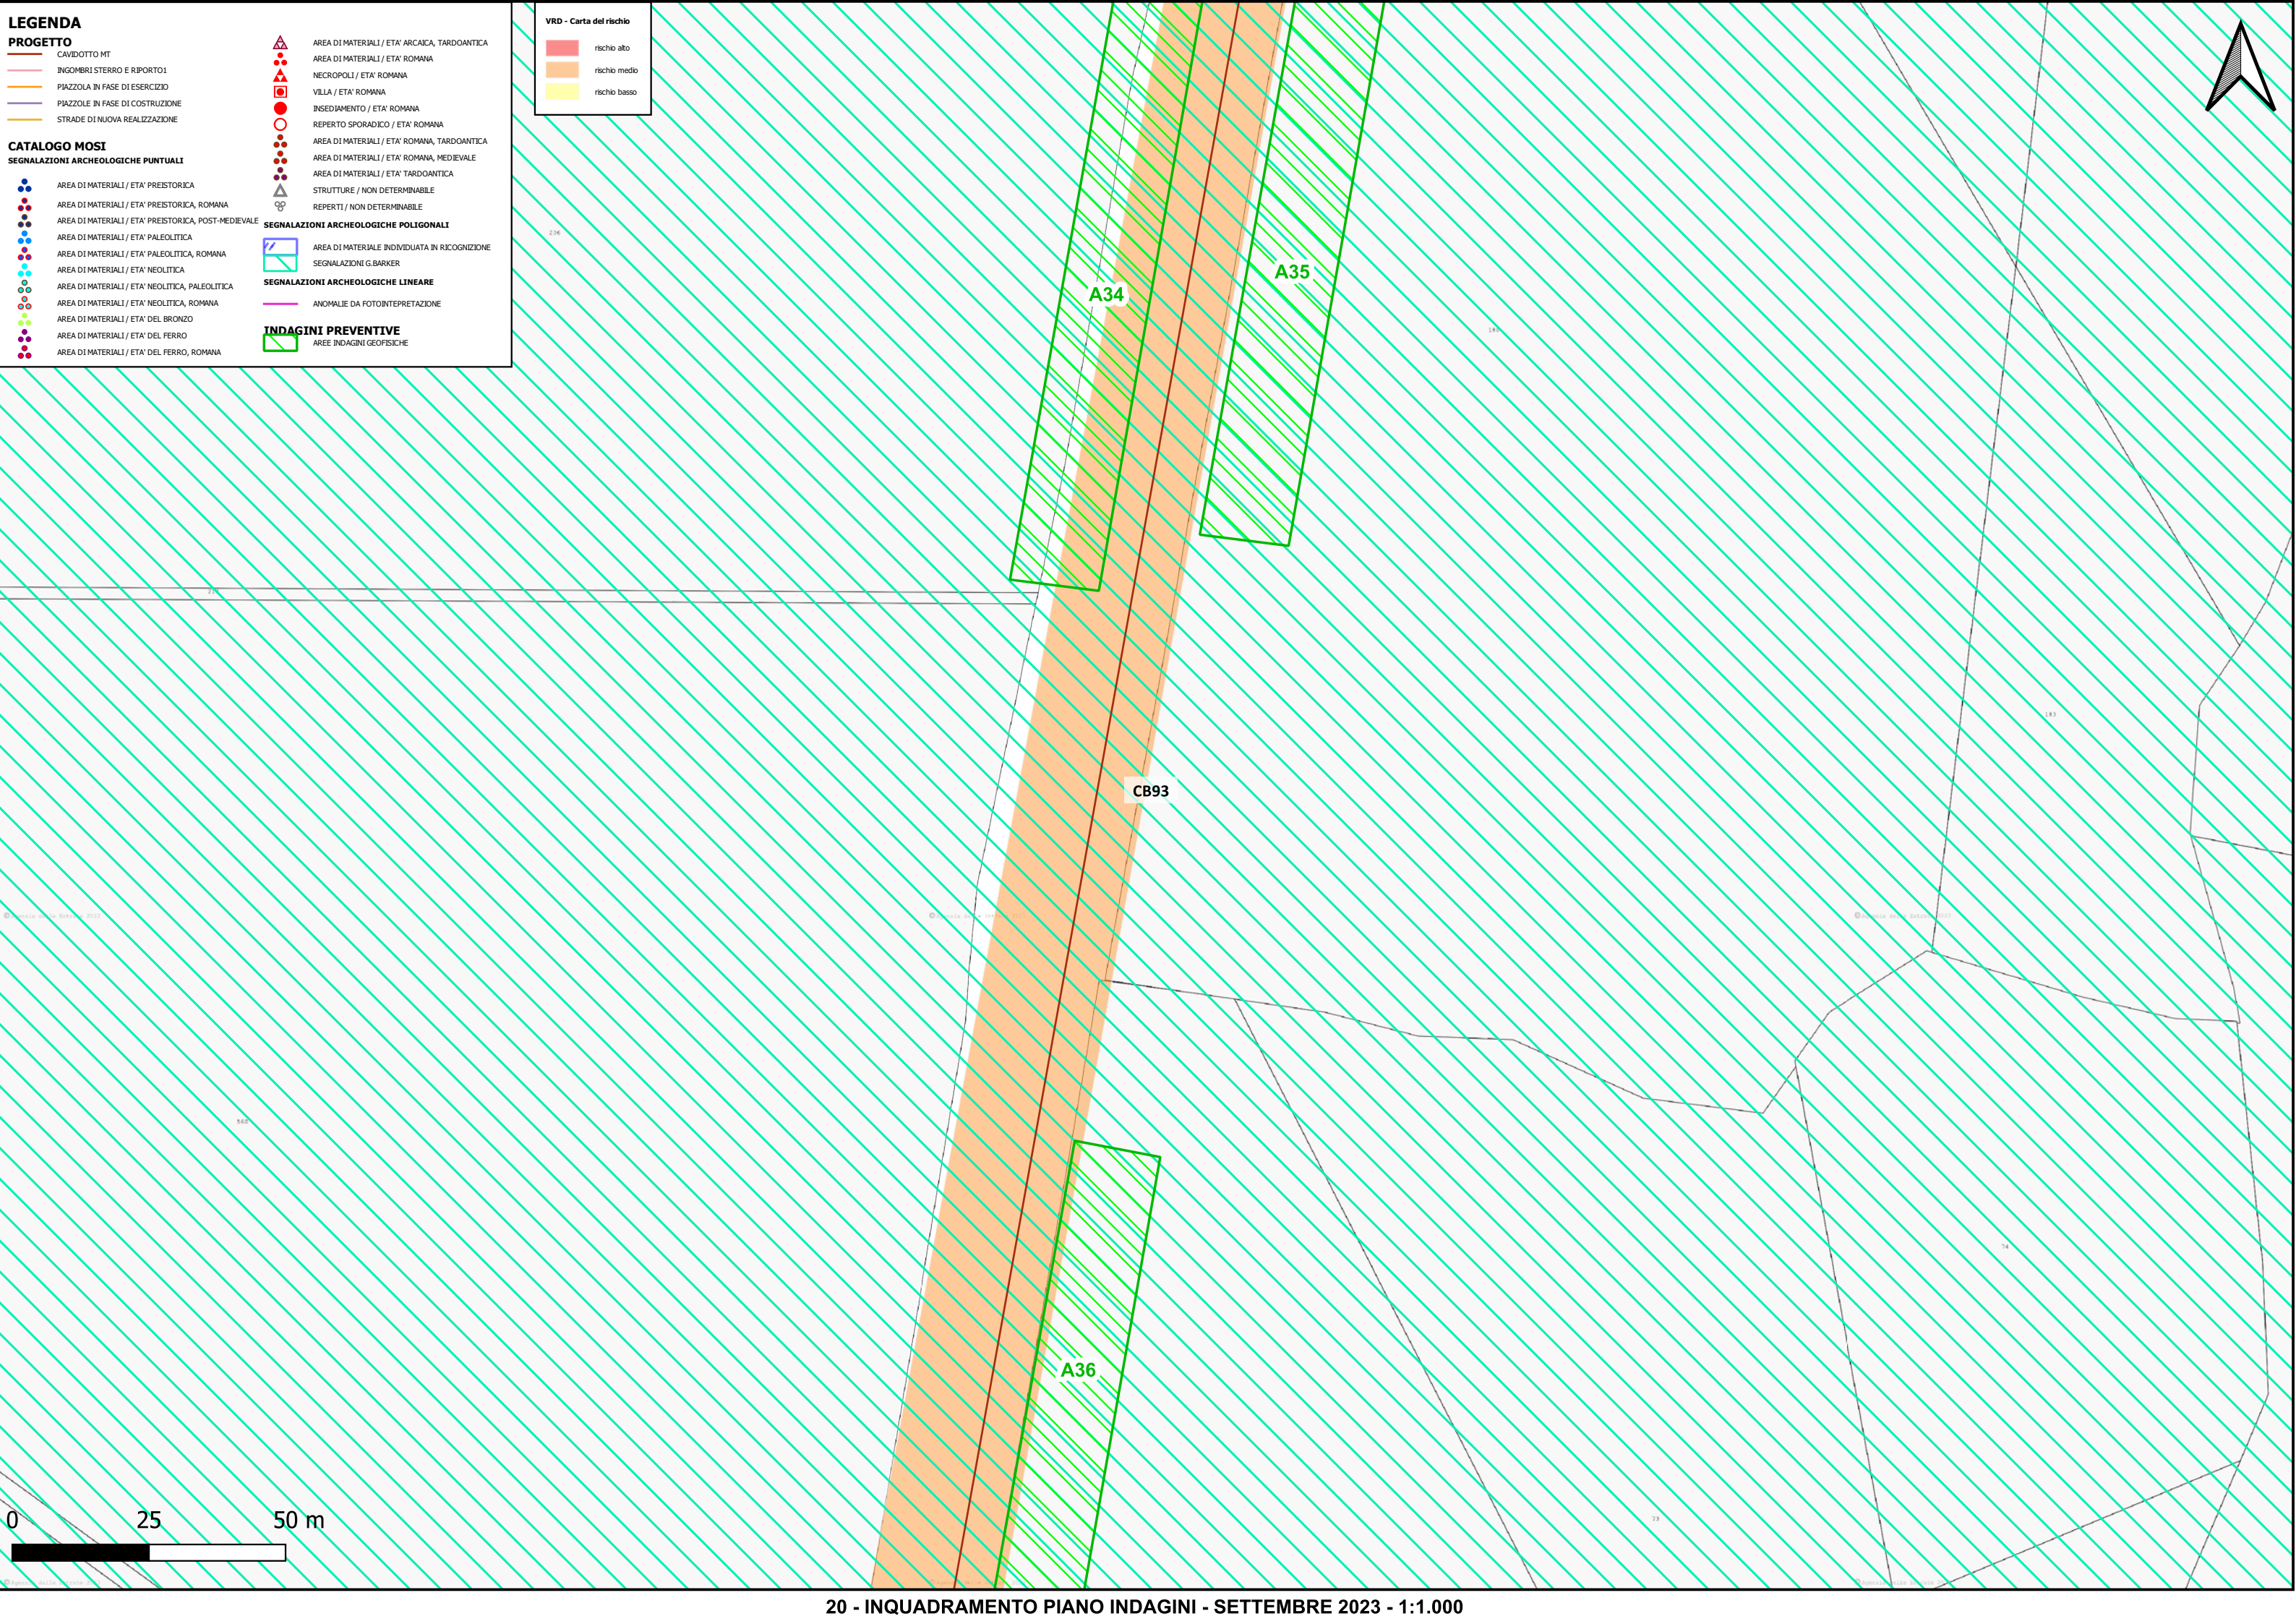 LEGENDA
PROGETTO
CAVIDOTTO MT
INGOMBRI STERRO E RIPORTO1
PIAZZOLA IN FASE DI ESERCIZIO
PIAZZOLE IN FASE DI COSTRUZIONE
STRADE DI NUOVA REALIZZAZIONE
CATALOGO MOSI
SEGNALAZIONI ARCHEOLOGICHE PUNTUALI
AREA DI MATERIALI / ETA' PREISTORICA
AREA DI MATERIALI / ETA' PREISTORICA, ROMANA
AREA DI MATERIALI / ETA' PREISTORICA, POST-MEDIEVALE
AREA DI MATERIALI / ETA' PALEOLITICA
AREA DI MATERIALI / ETA' PALEOLITICA, ROMANA
AREA DI MATERIALI / ETA' NEOLITICA
AREA DI MATERIALI / ETA' NEOLITICA, PALEOLITICA
AREA DI MATERIALI / ETA' NEOLITICA, ROMANA
AREA DI MATERIALI / ETA' DEL BRONZO
AREA DI MATERIALI / ETA' DEL FERRO
AREA DI MATERIALI / ETA' DEL FERRO, ROMANA
AREA DI MATERIALI / ETA' ARCAICA, TARDOANTICA
AREA DI MATERIALI / ETA' ROMANA
NECROPOLI / ETA' ROMANA
VILLA / ETA' ROMANA
INSEDIAMENTO / ETA' ROMANA
REPERTO SPORADICO / ETA' ROMANA
AREA DI MATERIALI / ETA' ROMANA, TARDOANTICA
AREA DI MATERIALI / ETA' ROMANA, MEDIEVALE
AREA DI MATERIALI / ETA' TARDOANTICA
STRUTTURE / NON DETERMINABILE
REPERTI / NON DETERMINABILE
SEGNALAZIONI ARCHEOLOGICHE POLIGONALI
AREA DI MATERIALE INDIVIDUATA IN RICOGNIZIONE
SEGNALAZIONI G.BARKER
SEGNALAZIONI ARCHEOLOGICHE LINEARE
ANOMALIE DA FOTOINTEPRETAZIONE
INDAGINI PREVENTIVE
AREE INDAGINI GEOFISICHE
VRD - Carta del rischio
rischio alto
rischio medio
rischio basso
A34
A35
CB93
183
A36
74
0 25 50 m
20 - INQUADRAMENTO PIANO INDAGINI - SETTEMBRE 2023 - 1:1.000